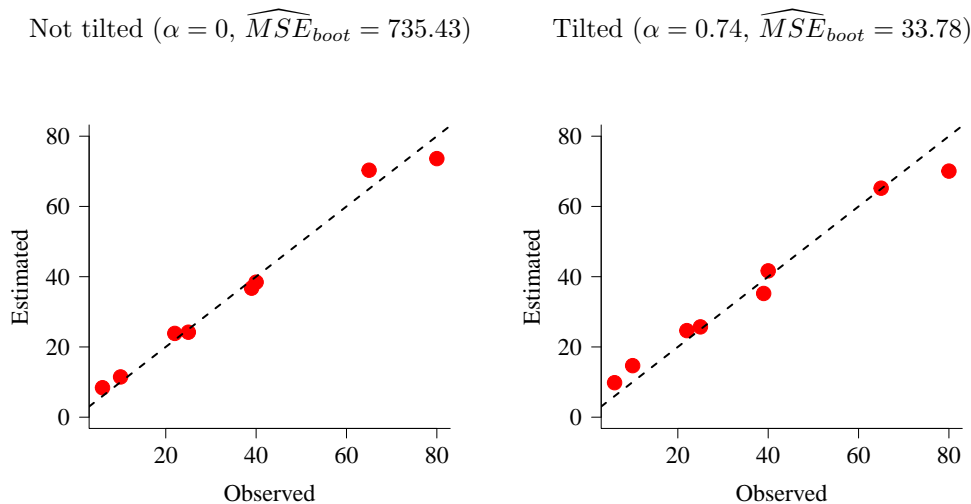 Not tilted (α = 0, \widehat{MSE}_{boot} = 735.43)
80
60
40
20
0
Estimated
20 40 60 80
Observed
Tilted (α = 0.74, \widehat{MSE}_{boot} = 33.78)
80
60
40
20
0
Estimated
20 40 60 80
Observed